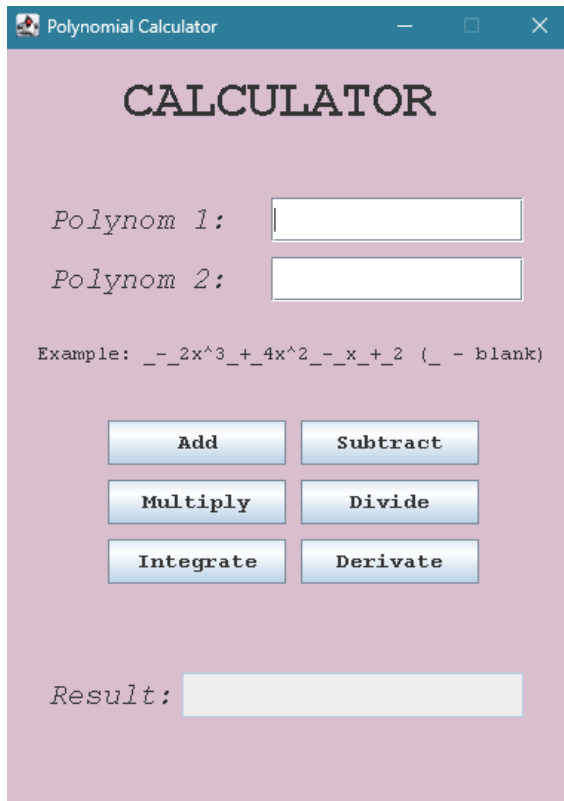 Polynomial Calculator
CALCULATOR
Polynom 1:
Polynom 2:
Example: _-_2x^3_+_4x^2_-_x_+_2 (_ - blank)
Add Subtract
Multiply Divide
Integrate Derivate
Result: